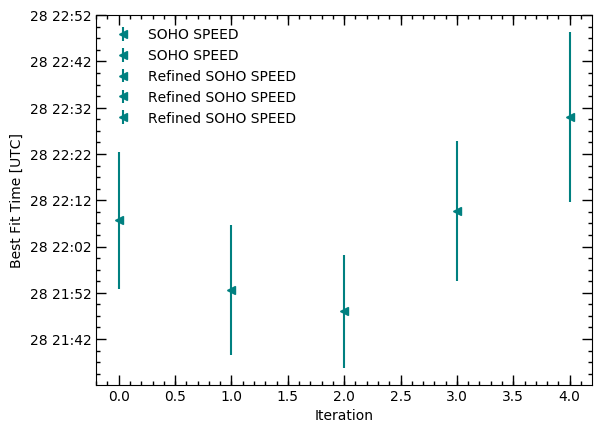 28 22:52
28 22:42
28 22:32
28 22:22
28 22:12
28 22:02
28 21:52
28 21:42
Best Fit Time [UTC]
SOHO SPEED
SOHO SPEED
Refined SOHO SPEED
Refined SOHO SPEED
Refined SOHO SPEED
0.0 0.5 1.0 1.5 2.0 2.5 3.0 3.5 4.0
Iteration